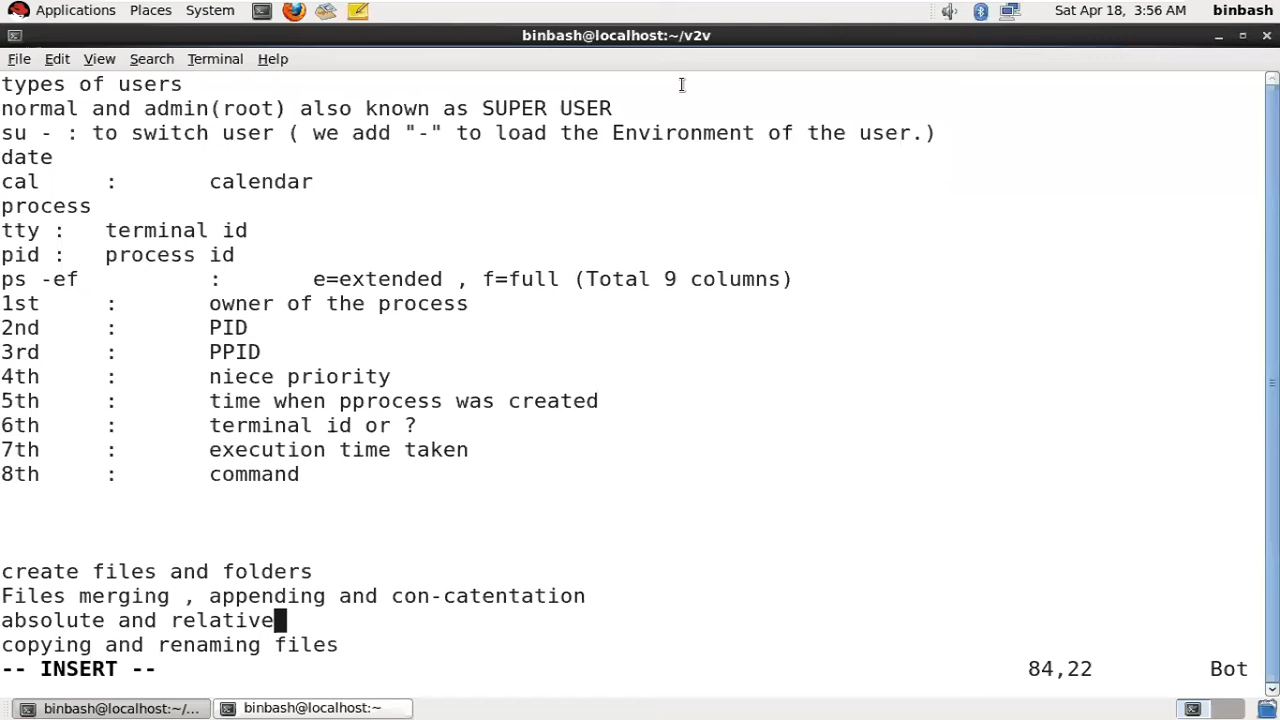 Applications Places System Sat Apr 18, 3:56 AM binbash
binbash@localhost:~/v2v
File Edit View Search Terminal Help
types of users
normal and admin(root) also known as SUPER USER
su - : to switch user ( we add "-" to load the Environment of the user.)
date
cal : calendar
process
tty : terminal id
pid : process id
ps -ef : e=extended , f=full (Total 9 columns)
1st : owner of the process
2nd : PID
3rd : PPID
4th : niece priority
5th : time when pprocess was created
6th : terminal id or ?
7th : execution time taken
8th : command
create files and folders
Files merging , appending and con-catentation
absolute and relative
copying and renaming files
-- INSERT -- 84,22 Bot
binbash@localhost:~/... binbash@localhost:~